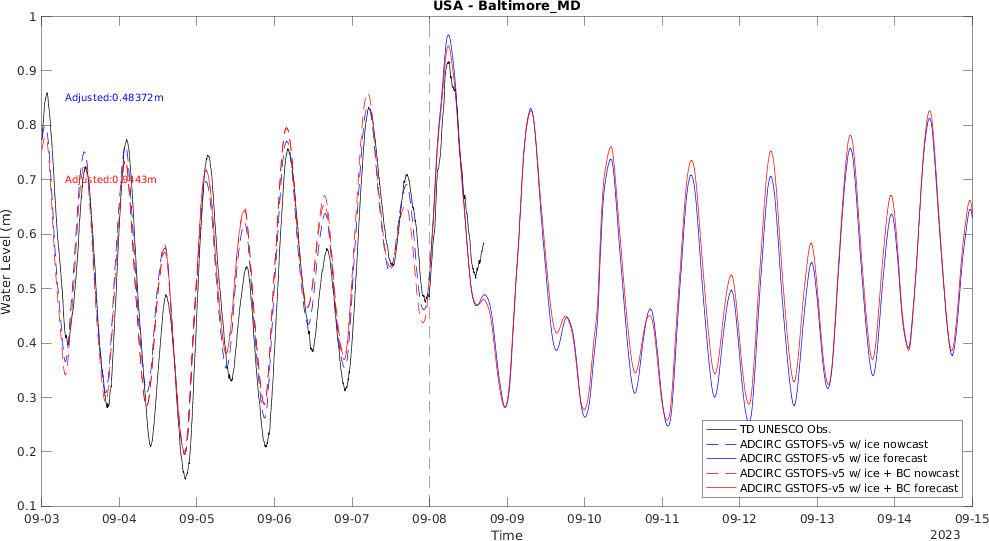 USA - Baltimore_MD
Water Level (m)
1
0.9
0.8
0.7
0.6
0.5
0.4
0.3
0.2
0.1
Adjusted:0.48372m
TD UNESCO Obs.
ADCIRC GSTOFS-v5 w/ ice nowcast
ADCIRC GSTOFS-v5 w/ ice forecast
ADCIRC GSTOFS-v5 w/ ice + BC nowcast
ADCIRC GSTOFS-v5 w/ ice + BC forecast
09-03 09-04 09-05 09-06 09-07 09-08 09-09 09-10 09-11 09-12 09-13 09-14 09-15
Time
2023